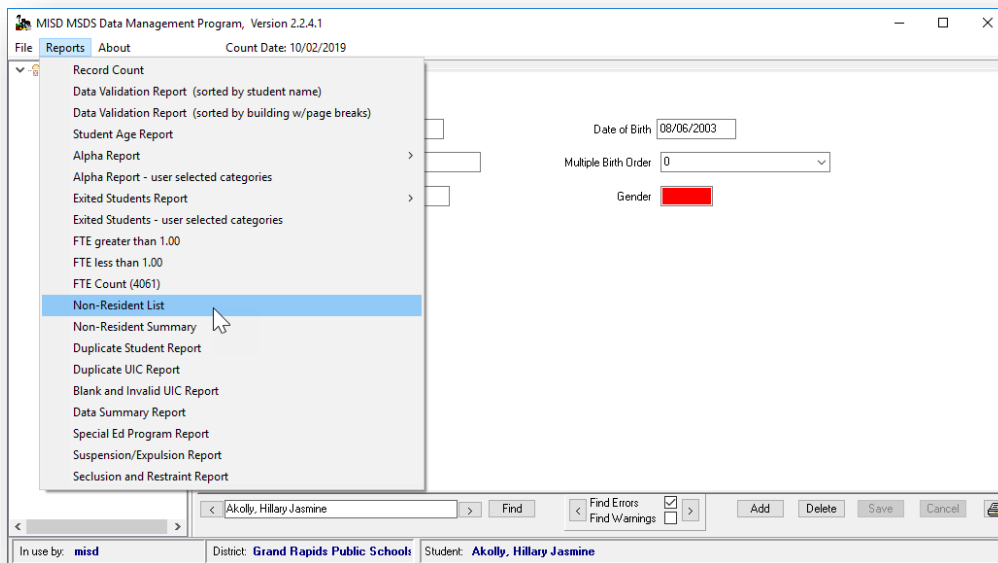 MISD MSDS Data Management Program, Version 2.2.4.1
File Reports About Count Date: 10/02/2019
Record Count
Data Validation Report (sorted by student name)
Data Validation Report (sorted by building w/page breaks)
Date of Birth 08/06/2003
Student Age Report
Alpha Report
Multiple Birth Order 0
Alpha Report - user selected categories
Exited Students Report
Gender
Exited Students - user selected categories
FTE greater than 1.00
FTE less than 1.00
FTE Count (4061)
Non-Resident List
Non-Resident Summary
Duplicate Student Report
Duplicate UIC Report
Blank and Invalid UIC Report
Data Summary Report
Special Ed Program Report
Suspension/Expulsion Report
Seclusion and Restraint Report
Akolly, Hillary Jasmine Find Find Errors Add Delete Save Cancel
Find Warnings
In use by: misd District: Grand Rapids Public Schools Student: Akolly, Hillary Jasmine